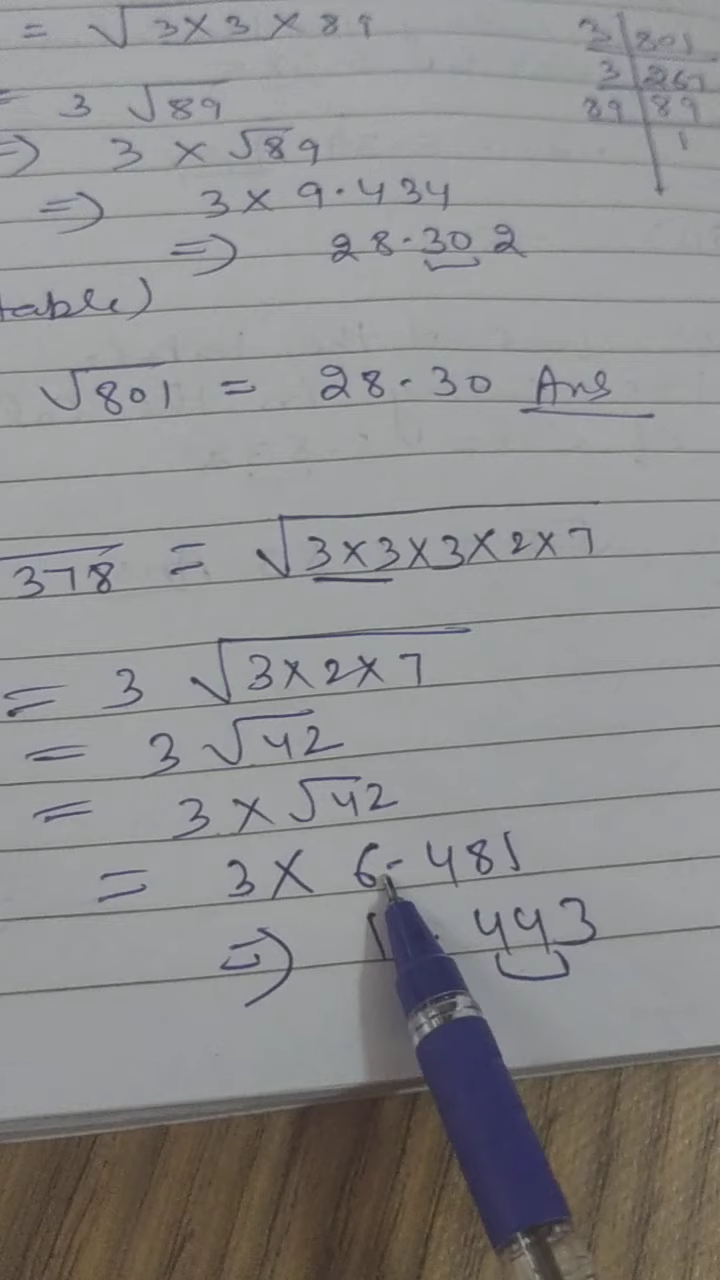 = √3×3×89
3 | 801
3 | 267
89 | 89
1
= 3 √89
=> 3 × √89
=> 3 × 9.434
=> 28.302
table)
√801 = 28.30 Ans
378 = √3×3×3×2×7
= 3 √3×2×7
= 3 √42
= 3 × √42
= 3 × 6.481
=> 1 . 443